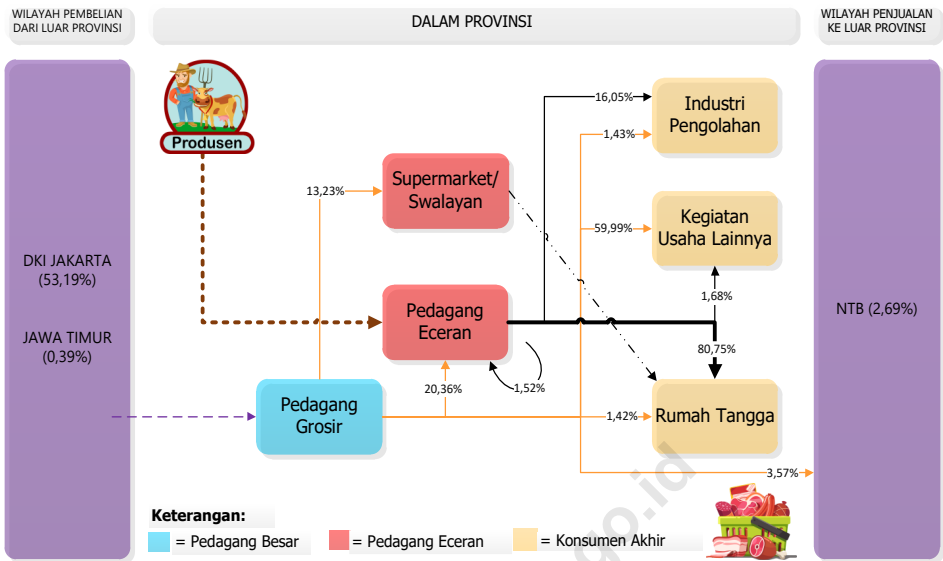 WILAYAH PEMBELIAN
DARI LUAR PROVINSI
DALAM PROVINSI
WILAYAH PENJUALAN
KE LUAR PROVINSI
Produsen
16,05%
Industri
Pengolahan
1,43%
13,23%
Supermarket/
Swalayan
Kegiatan
Usaha Lainnya
59,99%
DKI JAKARTA
(53,19%)
JAWA TIMUR
(0,39%)
Pedagang
Eceran
1,68%
NTB (2,69%)
80,75%
20,36%
1,52%
Pedagang
Grosir
1,42%
Rumah Tangga
3,57%
Keterangan:
= Pedagang Besar
= Pedagang Eceran
= Konsumen Akhir
go.id